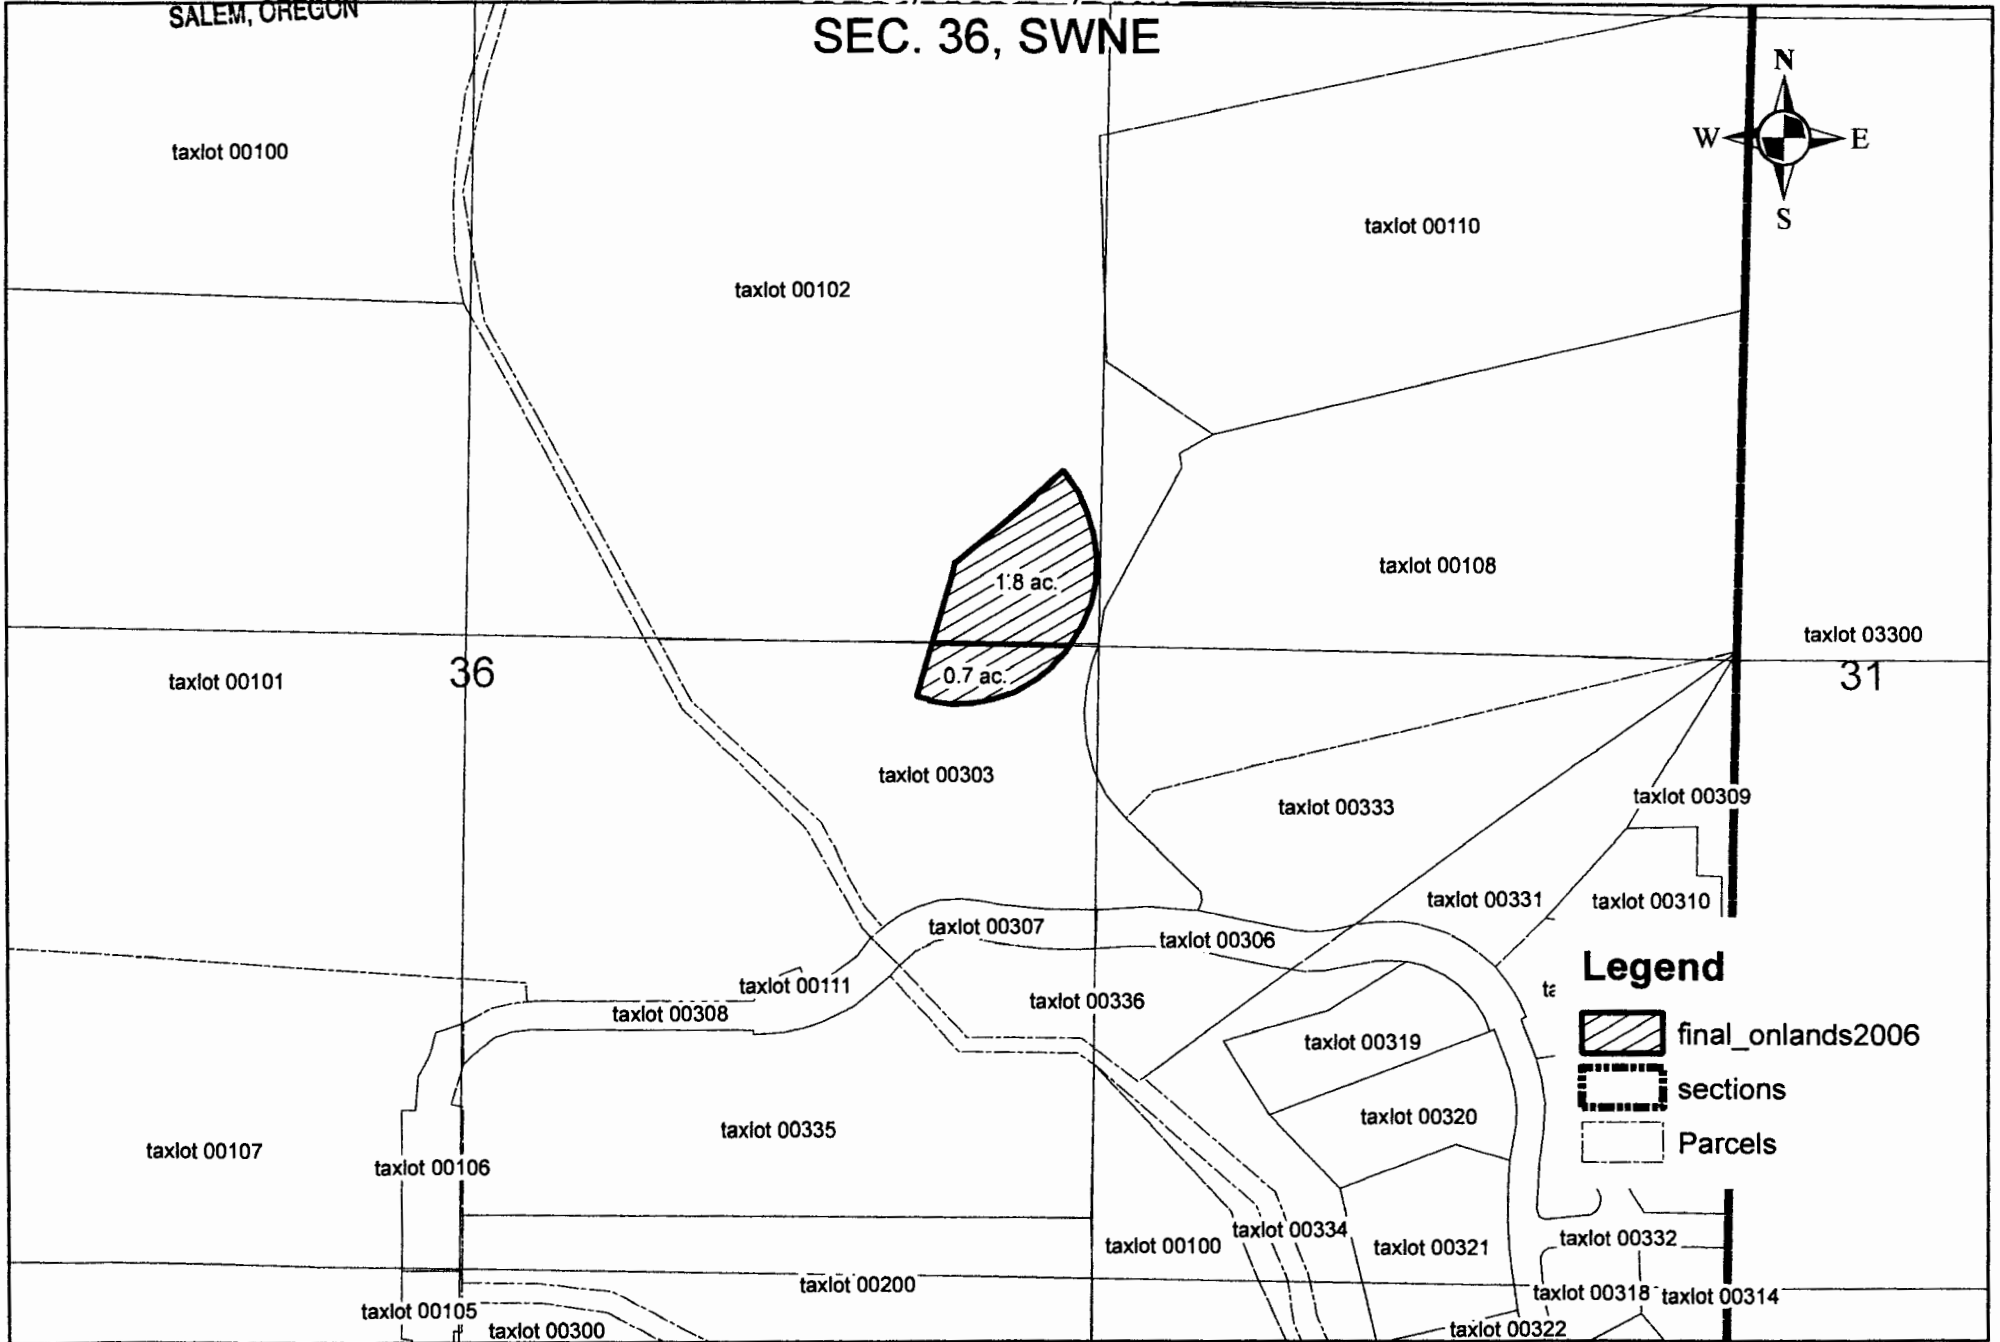 SALEM, OREGON
SEC. 36, SWNE
N
W E
S
taxlot 00100
taxlot 00110
taxlot 00102
taxlot 00108
1.8 ac.
taxlot 03300
36
31
taxlot 00101
0.7 ac.
taxlot 00303
taxlot 00333
taxlot 00309
taxlot 00331
taxlot 00310
taxlot 00307
taxlot 00306
Legend
taxlot 00111
taxlot 00336
taxlot 00308
final_onlands2006
taxlot 00319
sections
taxlot 00320
taxlot 00335
Parcels
taxlot 00107
taxlot 00106
taxlot 00334
taxlot 00100
taxlot 00321
taxlot 00332
taxlot 00200
taxlot 00318
taxlot 00314
taxlot 00105
taxlot 00300
taxlot 00322